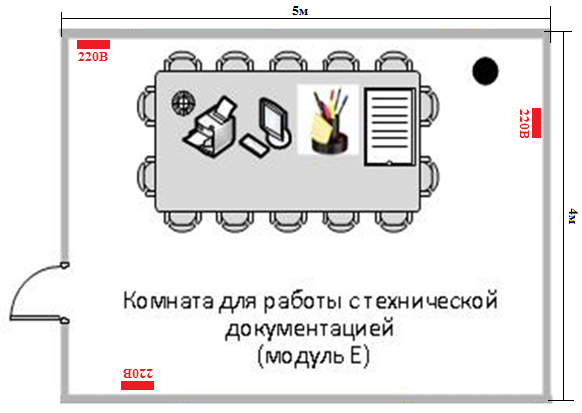 5м
220В
220В
4м
Комната для работы с технической
документацией
(модуль Е)
220В